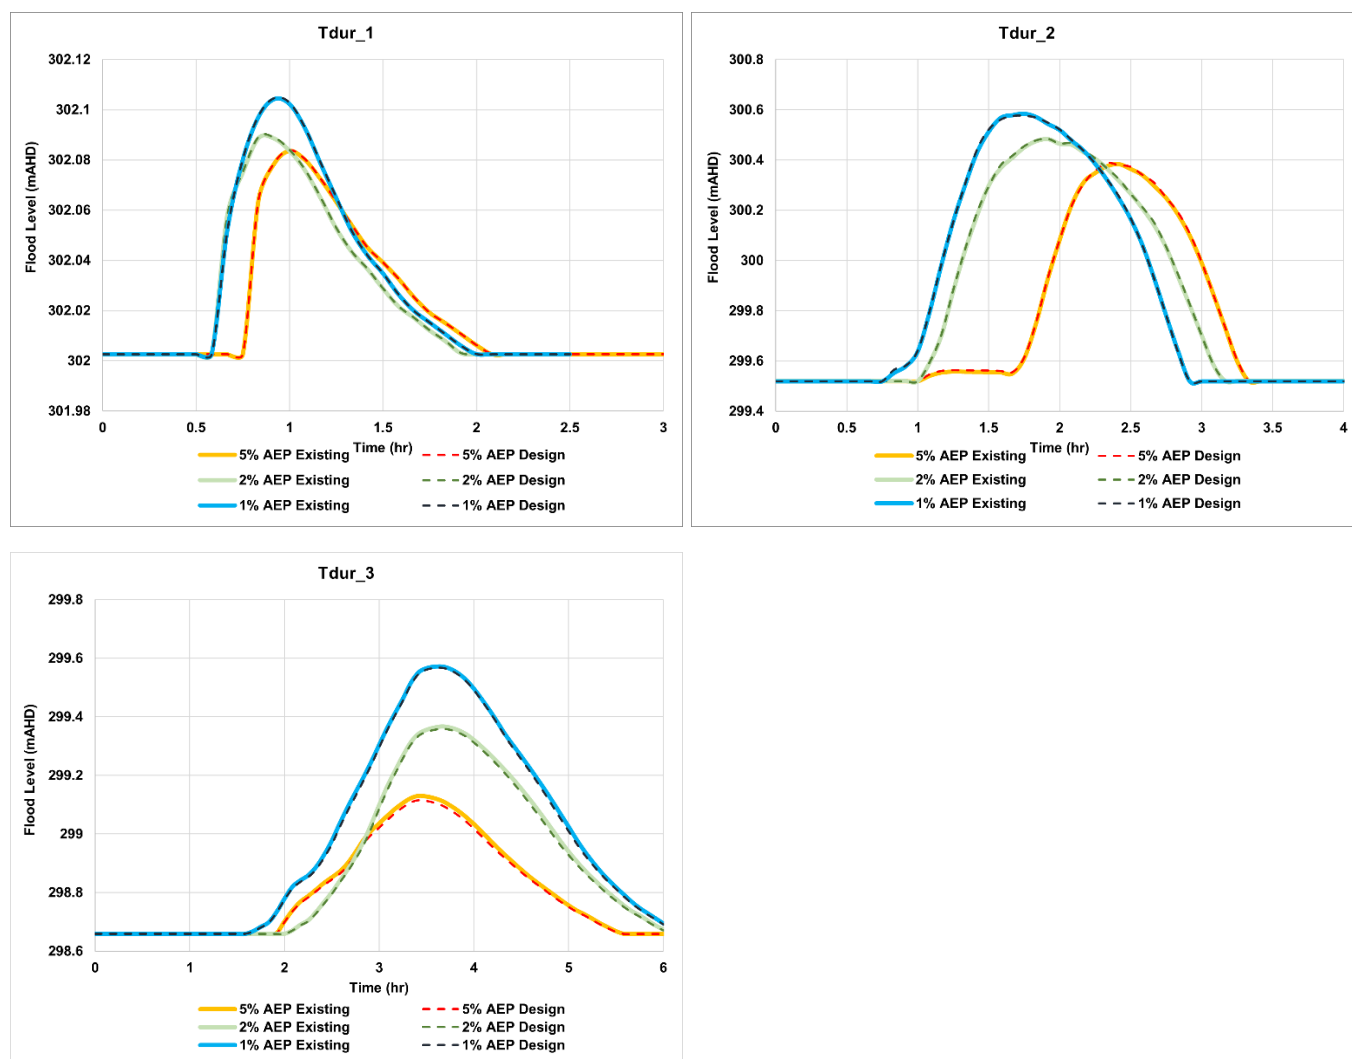 Tdur_1
302.12
302.1
302.08
302.06
302.04
302.02
302
301.98
Flood Level (mAHD)
0 0.5 1 1.5 2 2.5 3
Time (hr)
5% AEP Existing 5% AEP Design
2% AEP Existing 2% AEP Design
1% AEP Existing 1% AEP Design
Tdur_2
300.8
300.6
300.4
300.2
300
299.8
299.6
299.4
Flood Level (mAHD)
0 0.5 1 1.5 2 2.5 3 3.5 4
Time (hr)
5% AEP Existing 5% AEP Design
2% AEP Existing 2% AEP Design
1% AEP Existing 1% AEP Design
Tdur_3
299.8
299.6
299.4
299.2
299
298.8
298.6
Flood Level (mAHD)
0 1 2 3 4 5 6
Time (hr)
5% AEP Existing 5% AEP Design
2% AEP Existing 2% AEP Design
1% AEP Existing 1% AEP Design